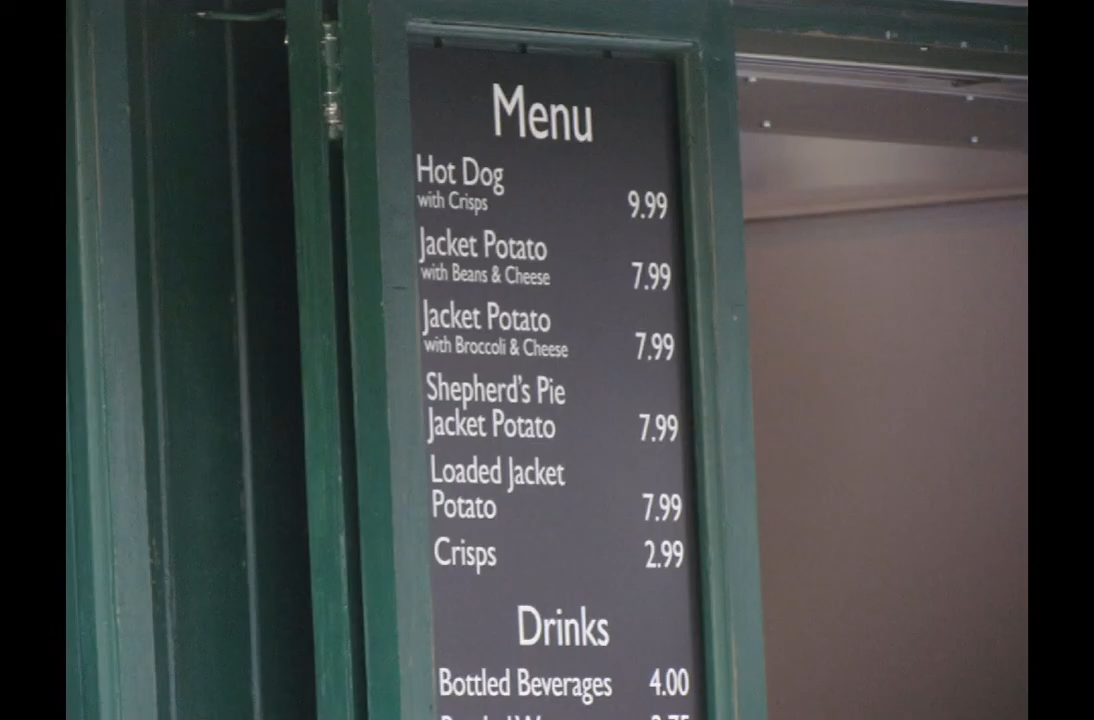 Menu
Hot Dog
with Crisps 9.99
Jacket Potato
with Beans & Cheese 7.99
Jacket Potato
with Broccoli & Cheese 7.99
Shepherd's Pie
Jacket Potato 7.99
Loaded Jacket
Potato 7.99
Crisps 2.99
Drinks
Bottled Beverages 4.00